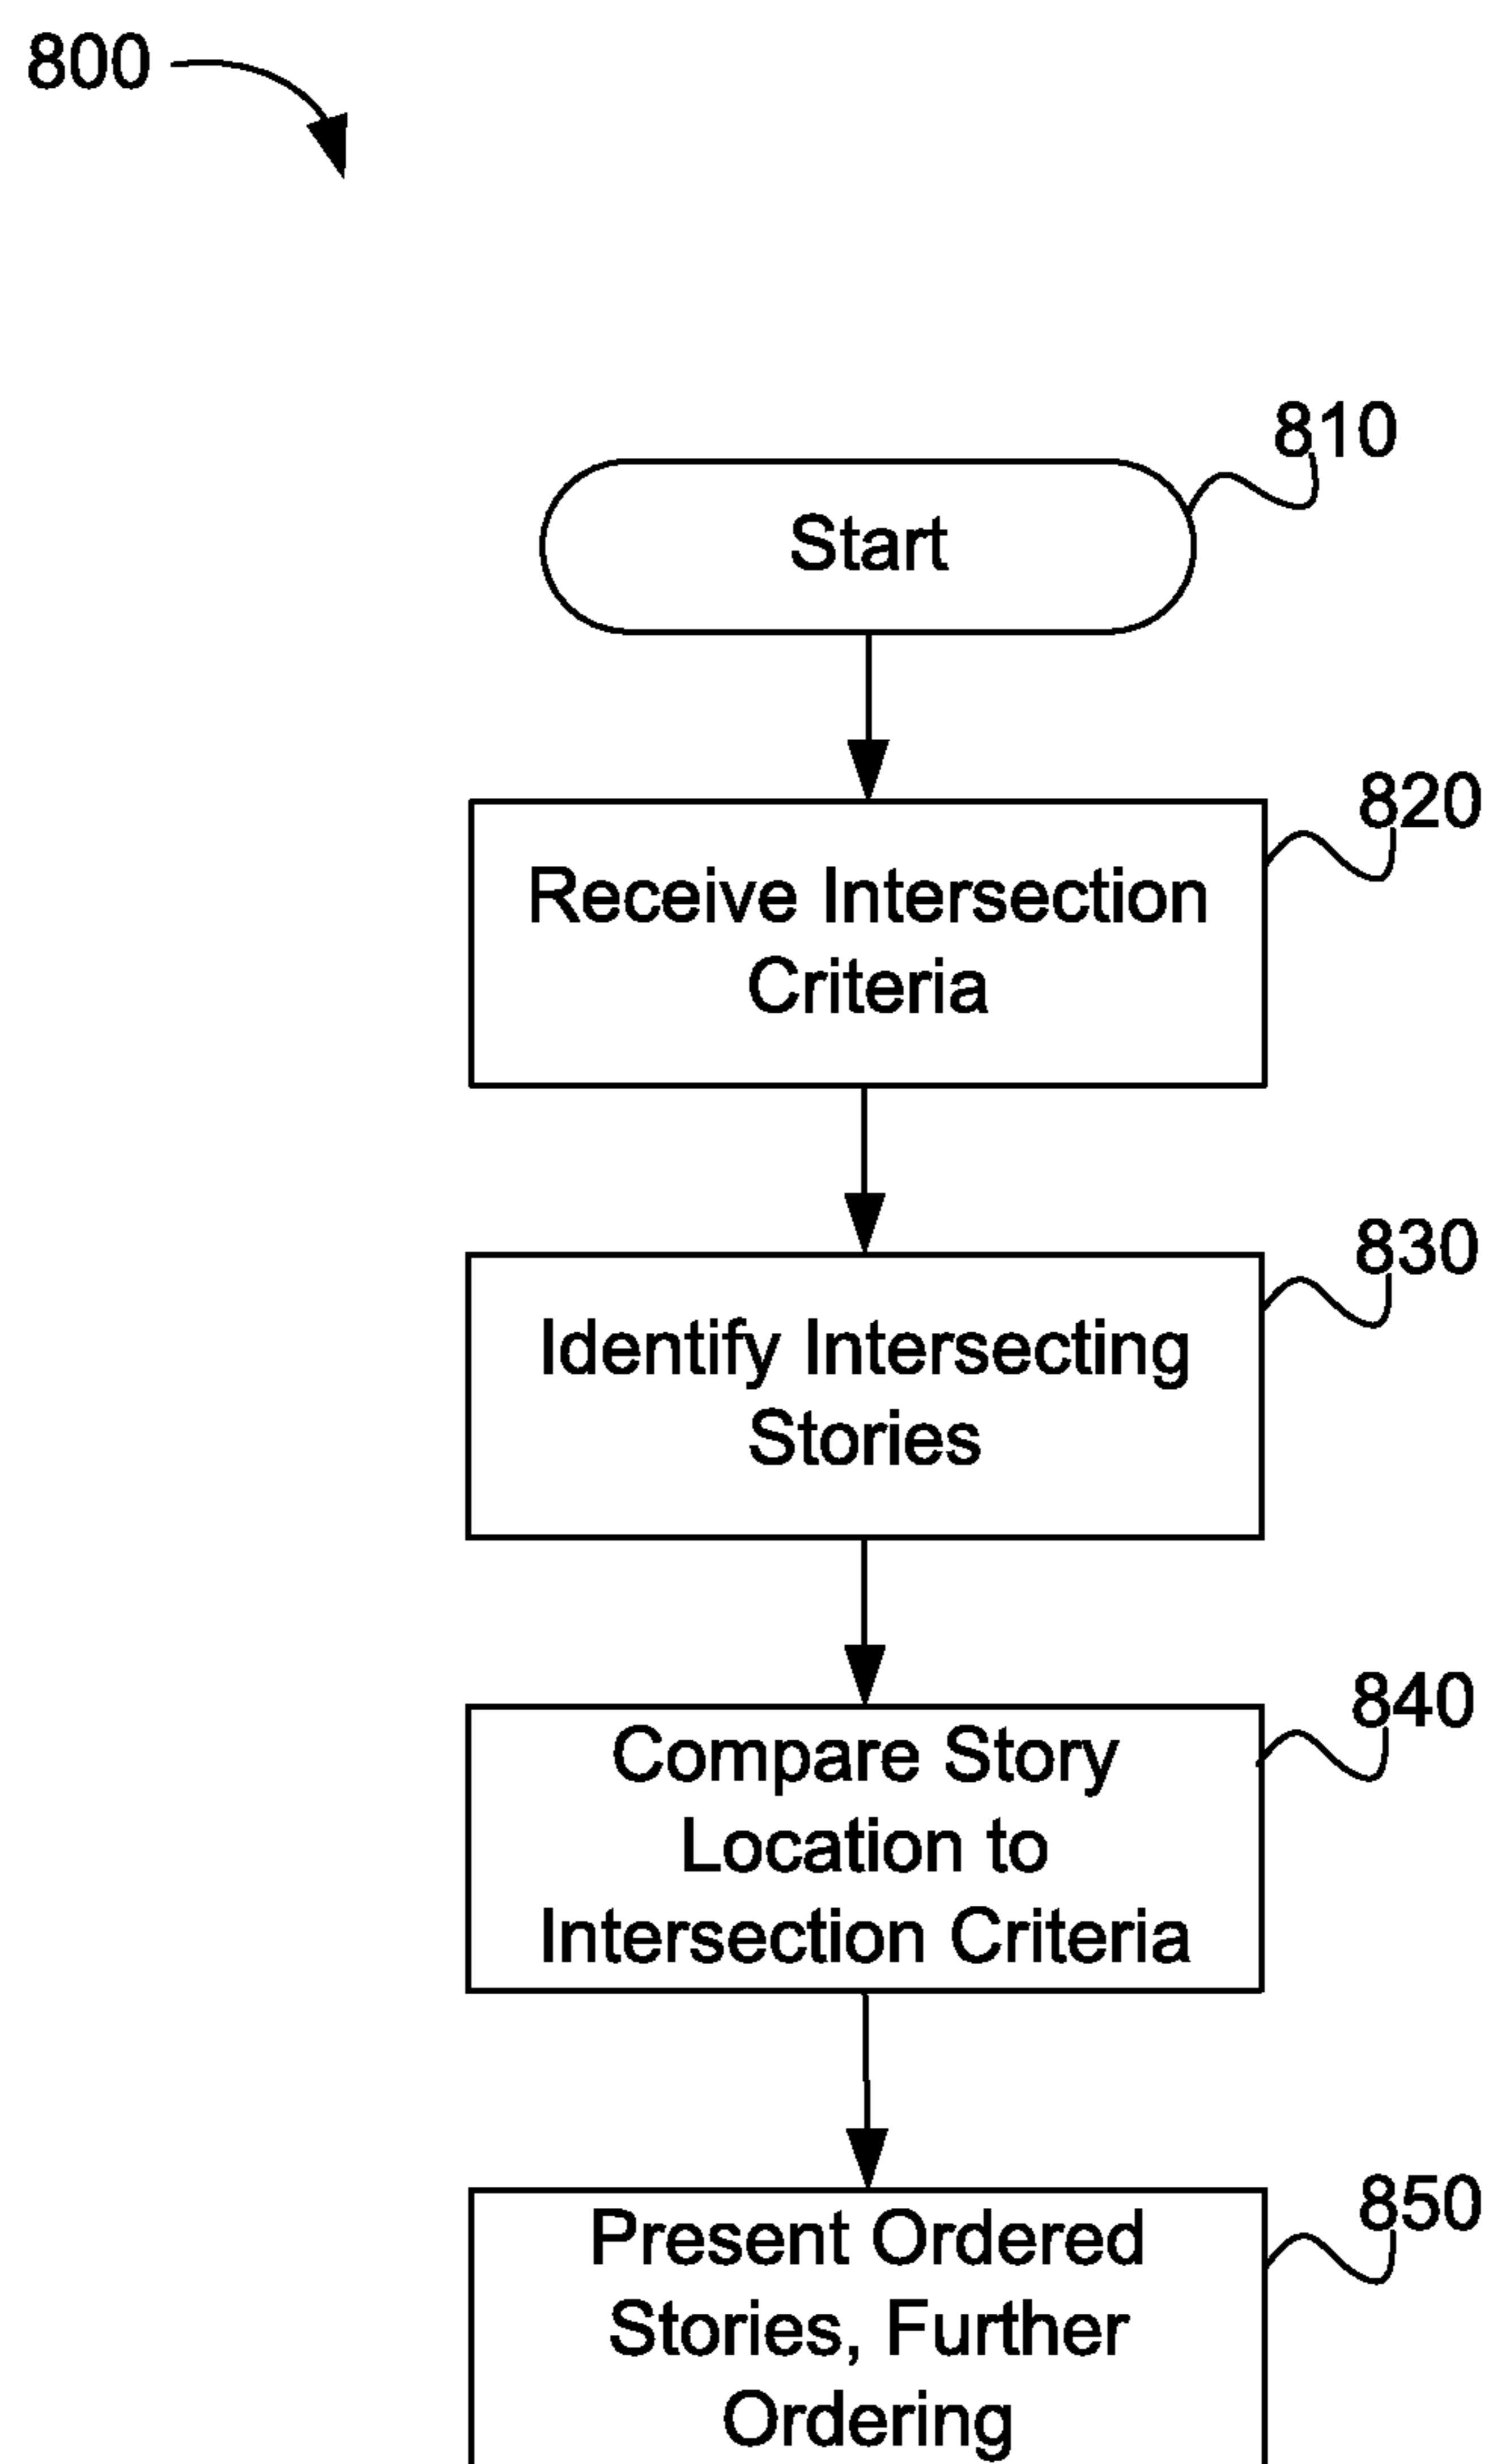 800
810
Start
820
Receive Intersection
Criteria
830
Identify Intersecting
Stories
840
Compare Story
Location to
Intersection Criteria
850
Present Ordered
Stories, Further
Ordering